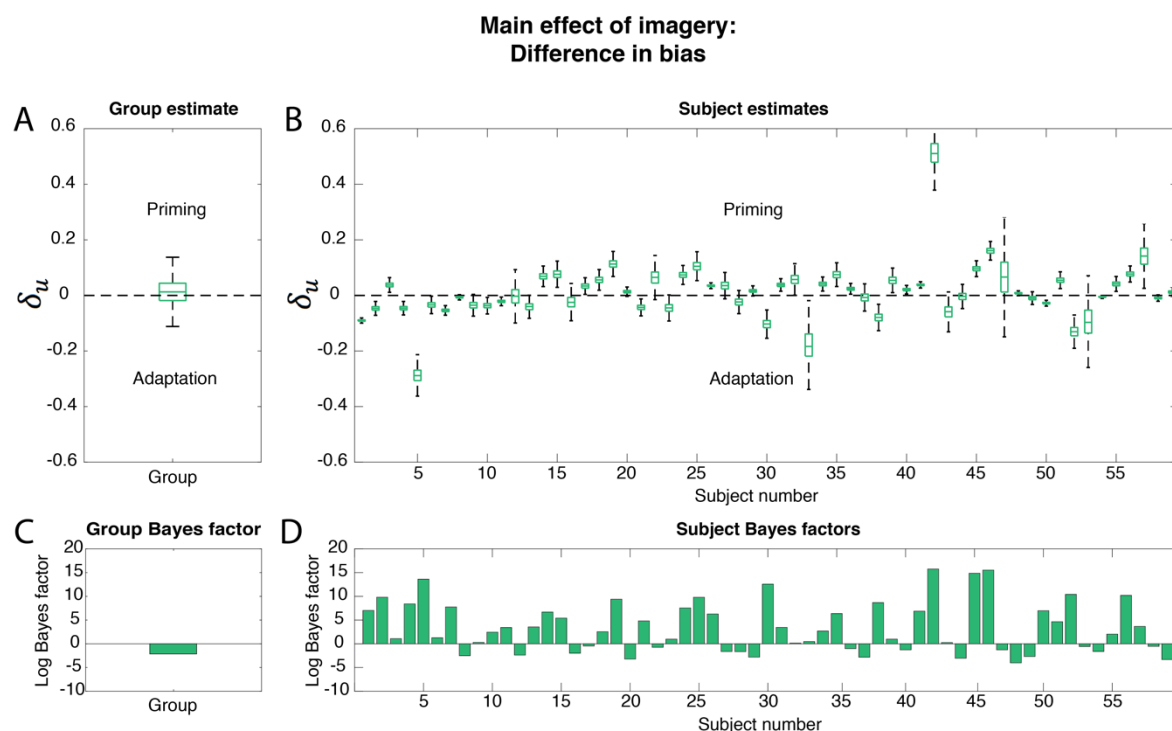 Main effect of imagery:
Difference in bias
A
Group estimate
B
Subject estimates
0.6
0.4
0.2
0
-0.2
-0.4
-0.6
δu
Priming
Adaptation
Group
0.6
0.4
0.2
0
-0.2
-0.4
-0.6
Priming
Adaptation
5 10 15 20 25 30 35 40 45 50 55
Subject number
C
Group Bayes factor
D
Subject Bayes factors
Log Bayes factor
20
15
10
5
0
-5
-10
Group
Log Bayes factor
20
15
10
5
0
-5
-10
5 10 15 20 25 30 35 40 45 50 55
Subject number